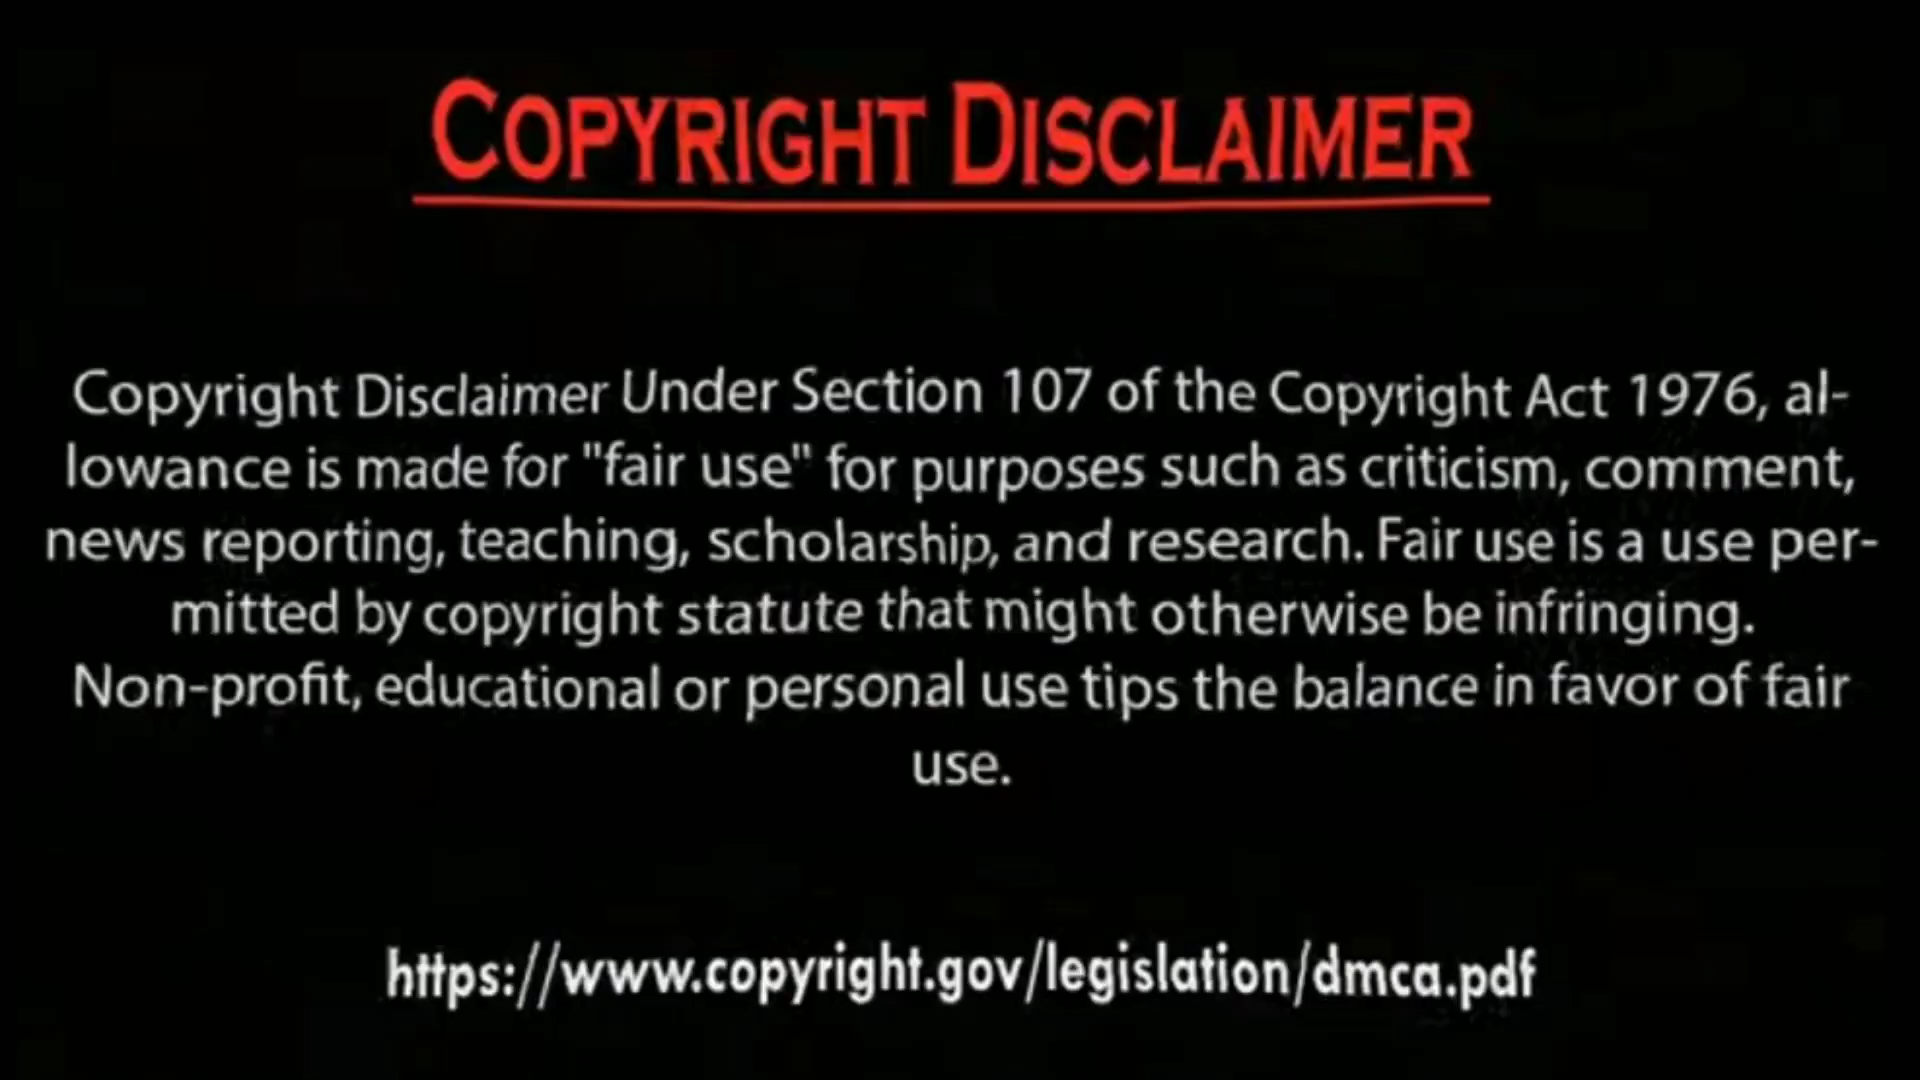 COPYRIGHT DISCLAIMER
Copyright Disclaimer Under Section 107 of the Copyright Act 1976, al-
lowance is made for "fair use" for purposes such as criticism, comment,
news reporting, teaching, scholarship, and research. Fair use is a use per-
mitted by copyright statute that might otherwise be infringing.
Non-profit, educational or personal use tips the balance in favor of fair
use.
https://www.copyright.gov/legislation/dmca.pdf